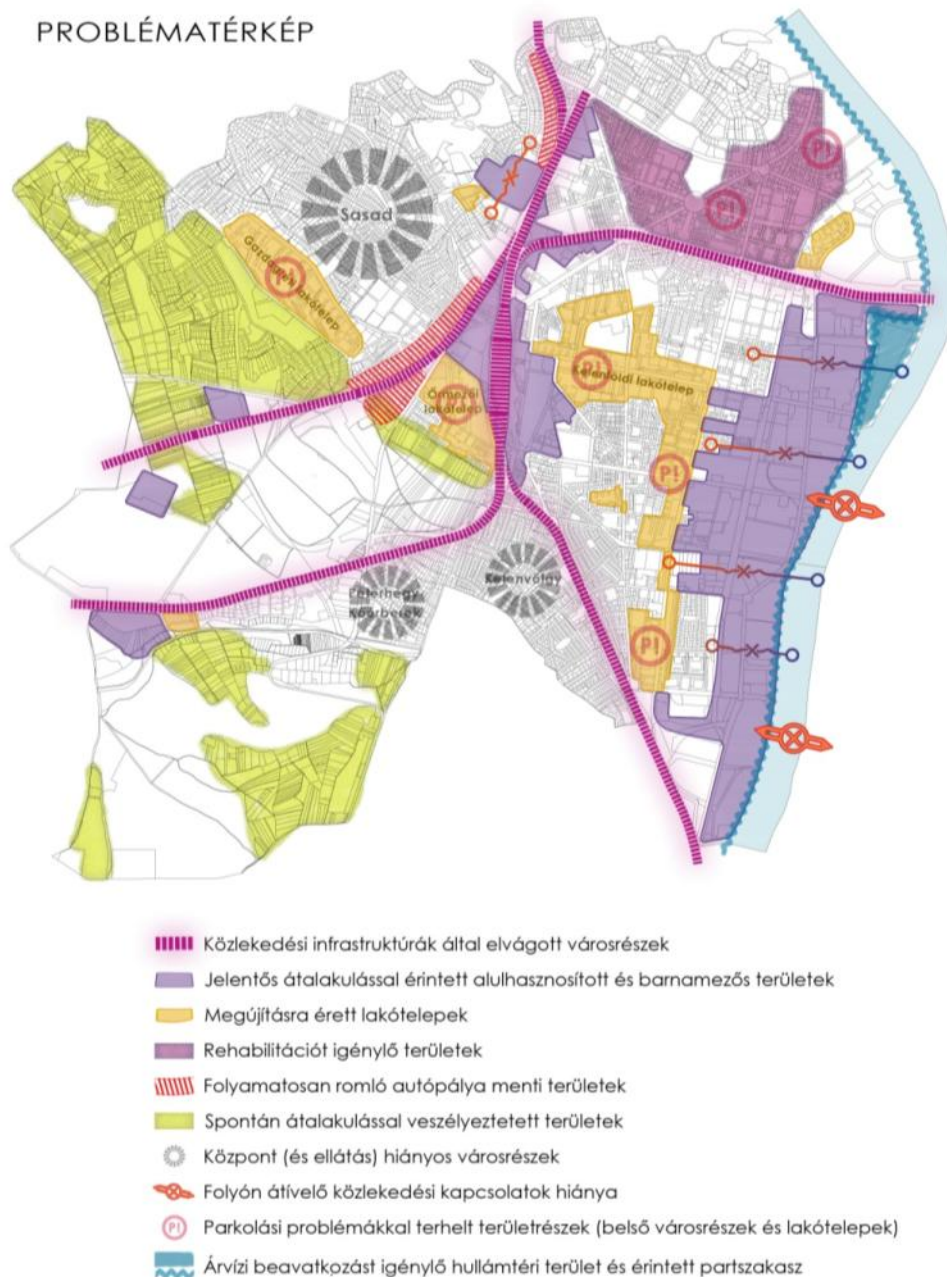 PROBLÉMATÉRKÉP
Sasad
P!
P!
Gazdagréti lakótelep
P!
Kelenföldi lakótelep
P!
Őrmezői
lakótelep
P!
P!
Kelenvölgy
Péterhegy
Kőérberek
P!
Közlekedési infrastruktúrák által elvágott városrészek
Jelentős átalakulással érintett alulhasznosított és barnamezős területek
Megújításra érett lakótelepek
Rehabilitációt igénylő területek
Folyamatosan romló autópálya menti területek
Spontán átalakulással veszélyeztetett területek
Központ (és ellátás) hiányos városrészek
Folyón átívelő közlekedési kapcsolatok hiánya
P! Parkolási problémákkal terhelt területrészek (belső városrészek és lakótelepek)
Árvízi beavatkozást igénylő hullámtéri terület és érintett partszakasz